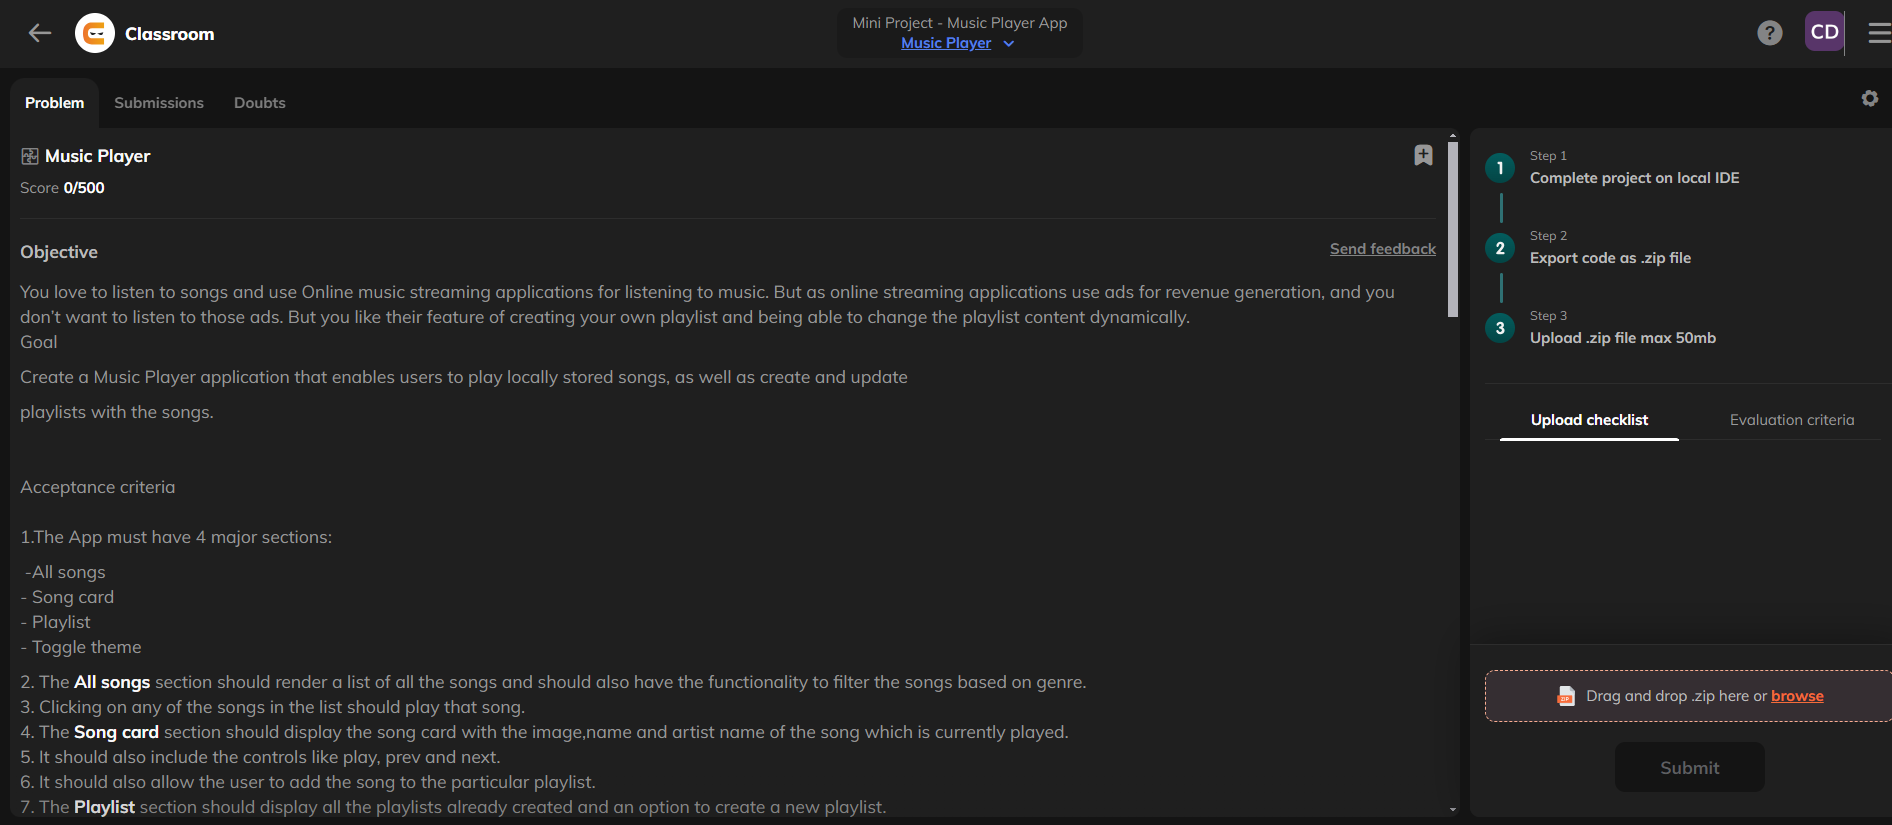 Classroom
Mini Project - Music Player App
Music Player
?
CD
Problem
Submissions
Doubts
Music Player
Score 0/500
Objective
Send feedback
You love to listen to songs and use Online music streaming applications for listening to music. But as online streaming applications use ads for revenue generation, and you
don’t want to listen to those ads. But you like their feature of creating your own playlist and being able to change the playlist content dynamically.
Goal
Create a Music Player application that enables users to play locally stored songs, as well as create and update
playlists with the songs.
Acceptance criteria
1.The App must have 4 major sections:
-All songs
- Song card
- Playlist
- Toggle theme
2. The All songs section should render a list of all the songs and should also have the functionality to filter the songs based on genre.
3. Clicking on any of the songs in the list should play that song.
4. The Song card section should display the song card with the image,name and artist name of the song which is currently played.
5. It should also include the controls like play, prev and next.
6. It should also allow the user to add the song to the particular playlist.
7. The Playlist section should display all the playlists already created and an option to create a new playlist.
1
Step 1
Complete project on local IDE
2
Step 2
Export code as .zip file
3
Step 3
Upload .zip file max 50mb
Upload checklist
Evaluation criteria
ZIP
Drag and drop .zip here or browse
Submit